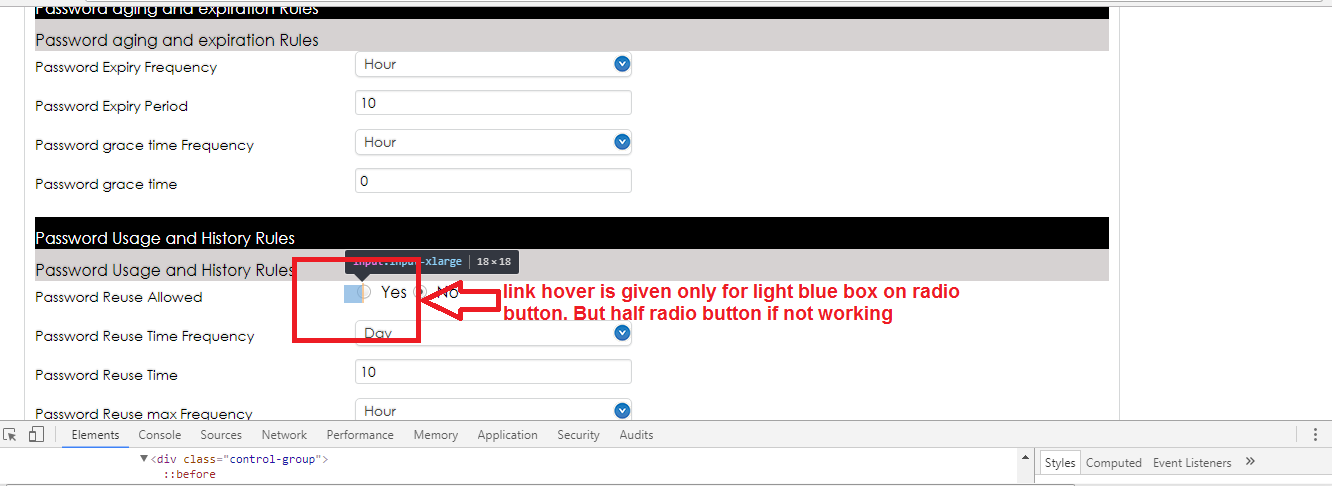 Password aging and expiration Rules
Password aging and expiration Rules
Password Expiry Frequency Hour
Password Expiry Period 10
Password grace time Frequency Hour
Password grace time 0
Password Usage and History Rules
Password Usage and History Rules
input.input-xlarge 18 × 18
Password Reuse Allowed Yes No
link hover is given only for light blue box on radio
button. But half radio button if not working
Password Reuse Time Frequency Day
Password Reuse Time 10
Password Reuse max Frequency Hour
Elements Console Sources Network Performance Memory Application Security Audits
<div class="control-group">
::before
Styles Computed Event Listeners »